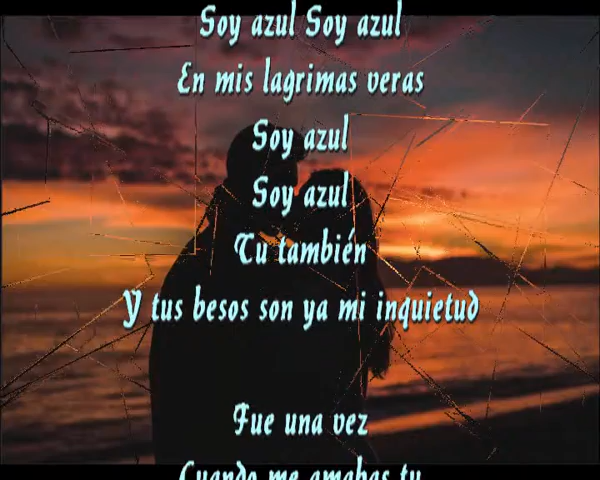 Soy azul Soy azul
En mis lagrimas veras
Soy azul
Soy azul
Tu también
Y tus besos son ya mi inquietud
Fue una vez
Cuando me amabas tu